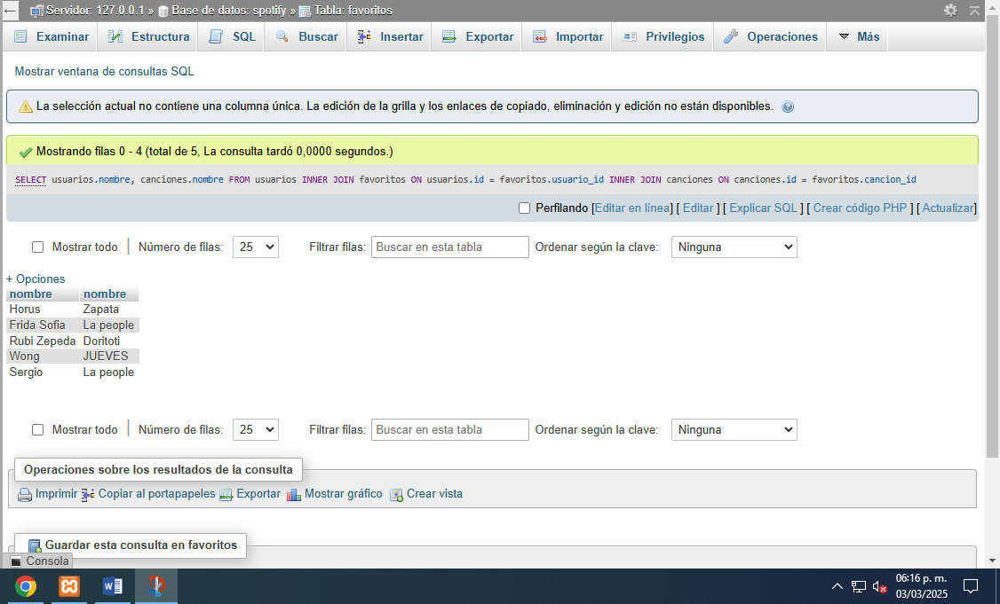 Servidor: 127.0.0.1 » Base de datos: spotify » Tabla: favoritos
Examinar Estructura SQL Buscar Insertar Exportar Importar Privilegios Operaciones Más
Mostrar ventana de consultas SQL
La selección actual no contiene una columna única. La edición de la grilla y los enlaces de copiado, eliminación y edición no están disponibles.
Mostrando filas 0 - 4 (total de 5, La consulta tardó 0,0000 segundos.)
SELECT usuarios.nombre, canciones.nombre FROM usuarios INNER JOIN favoritos ON usuarios.id = favoritos.usuario_id INNER JOIN canciones ON canciones.id = favoritos.cancion_id
Perfilando [Editar en línea] [ Editar ] [ Explicar SQL ] [ Crear código PHP ] [ Actualizar]
Mostrar todo | Número de filas: 25 Filtrar filas: Buscar en esta tabla Ordenar según la clave: Ninguna
+ Opciones
nombre nombre
Horus Zapata
Frida Sofia La people
Rubi Zepeda Doritoti
Wong JUEVES
Sergio La people
Mostrar todo | Número de filas: 25 Filtrar filas: Buscar en esta tabla Ordenar según la clave: Ninguna
Operaciones sobre los resultados de la consulta
Imprimir Copiar al portapapeles Exportar Mostrar gráfico Crear vista
Guardar esta consulta en favoritos
Consola
06:16 p. m.
03/03/2025